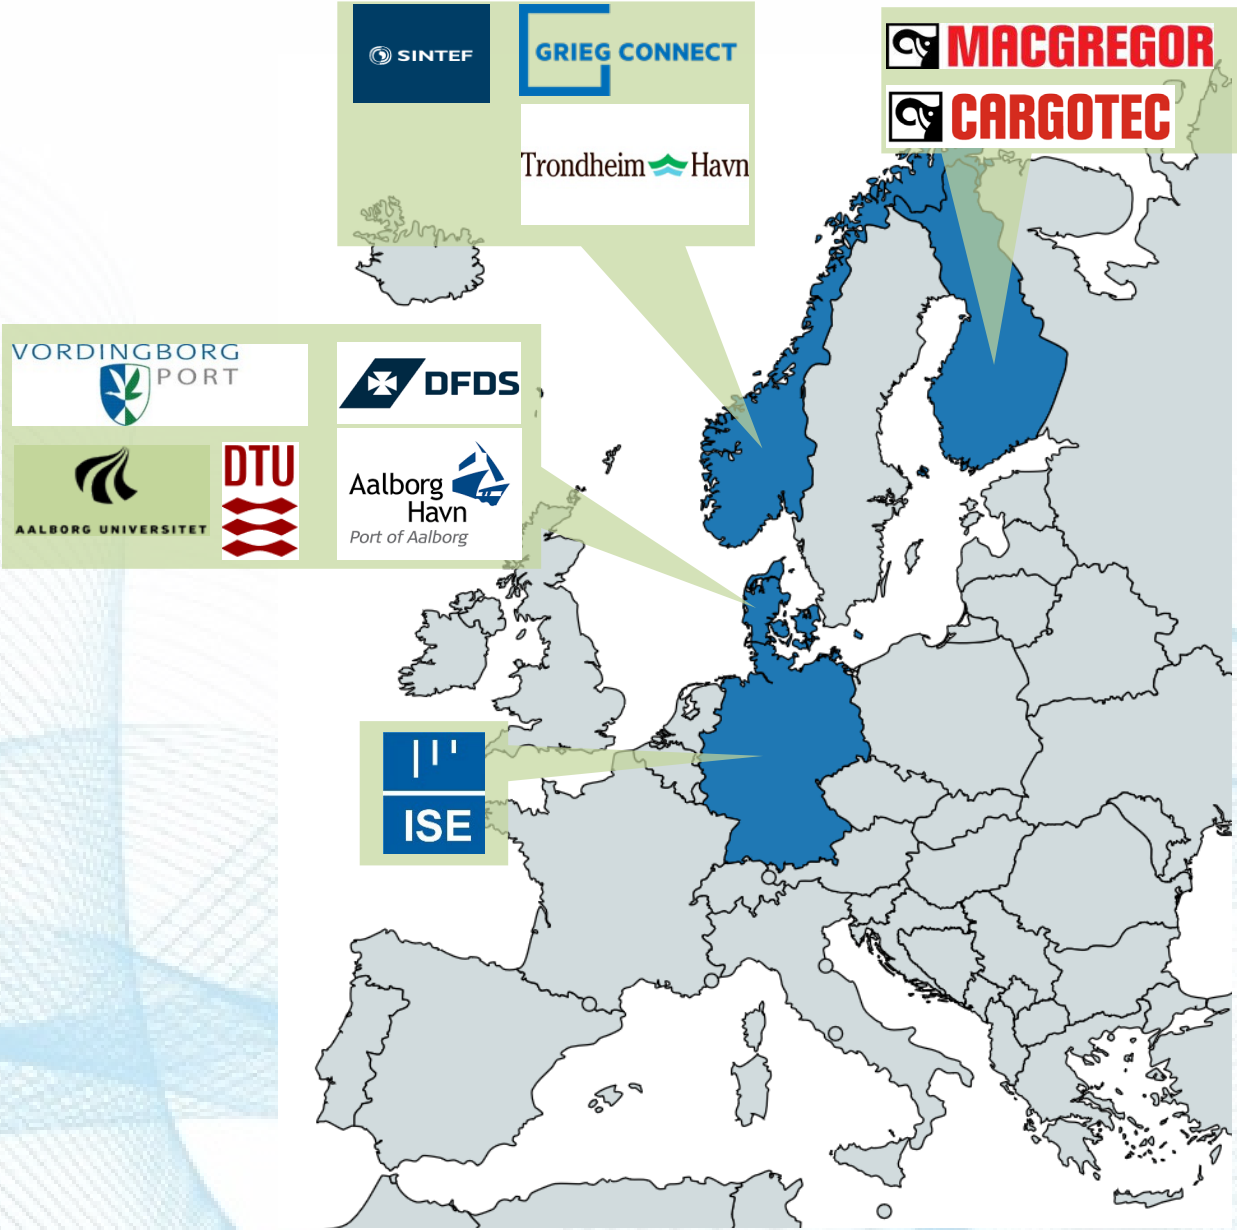 SINTEF
GRIEG CONNECT
Trondheim Havn
MACGREGOR
CARGOTEC
VORDINGBORG
PORT
DFDS
AALBORG UNIVERSITET
DTU
Aalborg
Havn
Port of Aalborg
ISE